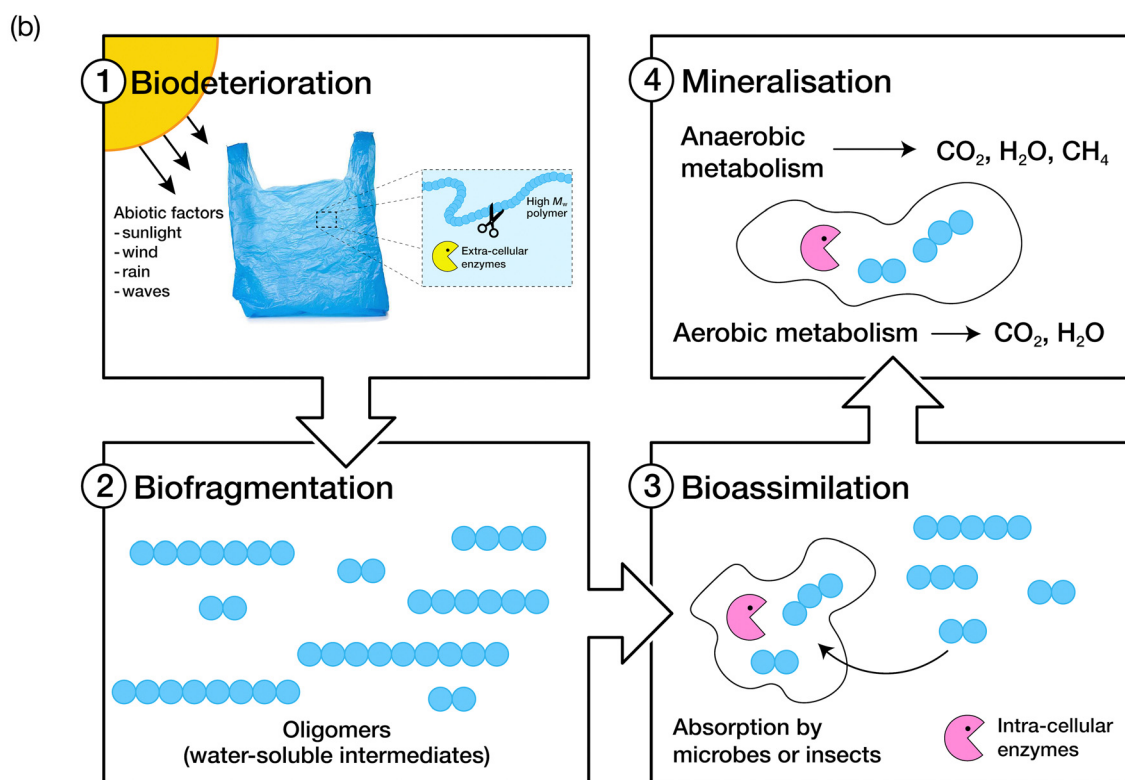 (b)
1 Biodeterioration
Abiotic factors
- sunlight
- wind
- rain
- waves
High Mw
polymer
Extra-cellular
enzymes
2 Biofragmentation
Oligomers
(water-soluble intermediates)
3 Bioassimilation
Absorption by
microbes or insects
Intra-cellular
enzymes
4 Mineralisation
Anaerobic
metabolism
CO₂, H₂O, CH₄
Aerobic metabolism
CO₂, H₂O